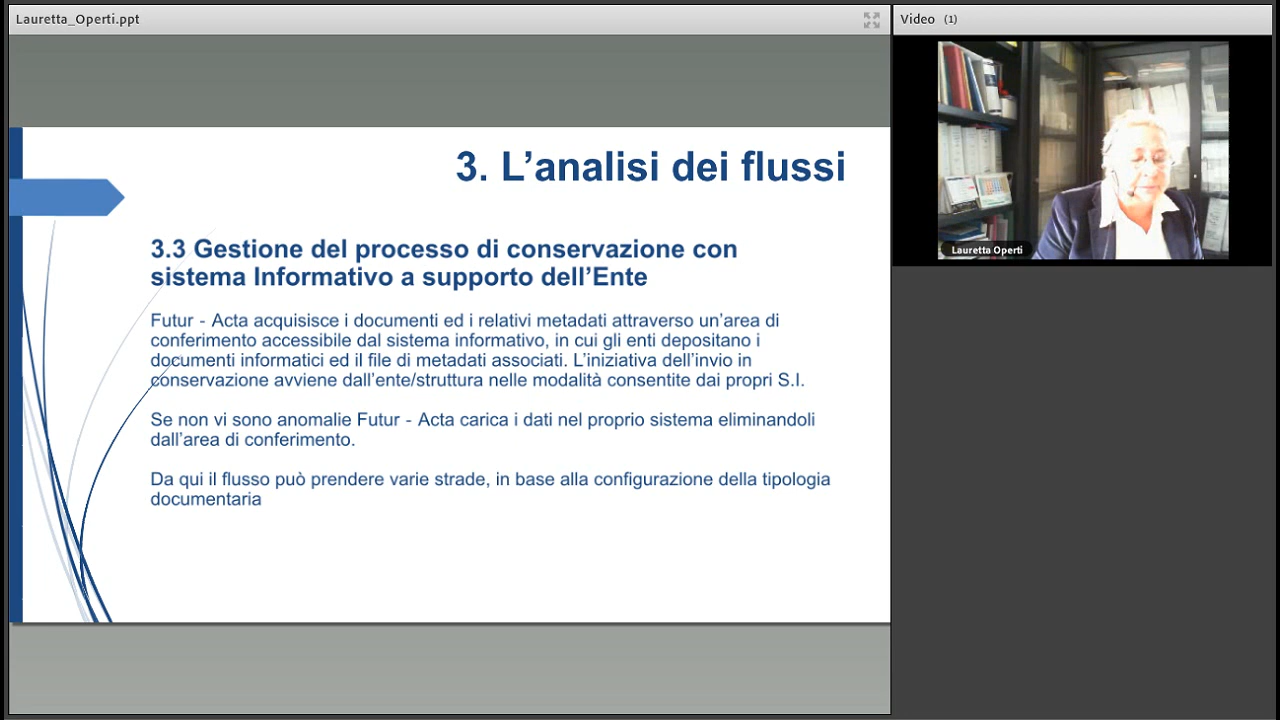 Lauretta_Operti.ppt
Video (1)
Lauretta Operti
3. L’analisi dei flussi
3.3 Gestione del processo di conservazione con
sistema Informativo a supporto dell’Ente
Futur - Acta acquisisce i documenti ed i relativi metadati attraverso un’area di
conferimento accessibile dal sistema informativo, in cui gli enti depositano i
documenti informatici ed il file di metadati associati. L’iniziativa dell’invio in
conservazione avviene dall’ente/struttura nelle modalità consentite dai propri S.I.
Se non vi sono anomalie Futur - Acta carica i dati nel proprio sistema eliminandoli
dall’area di conferimento.
Da qui il flusso può prendere varie strade, in base alla configurazione della tipologia
documentaria